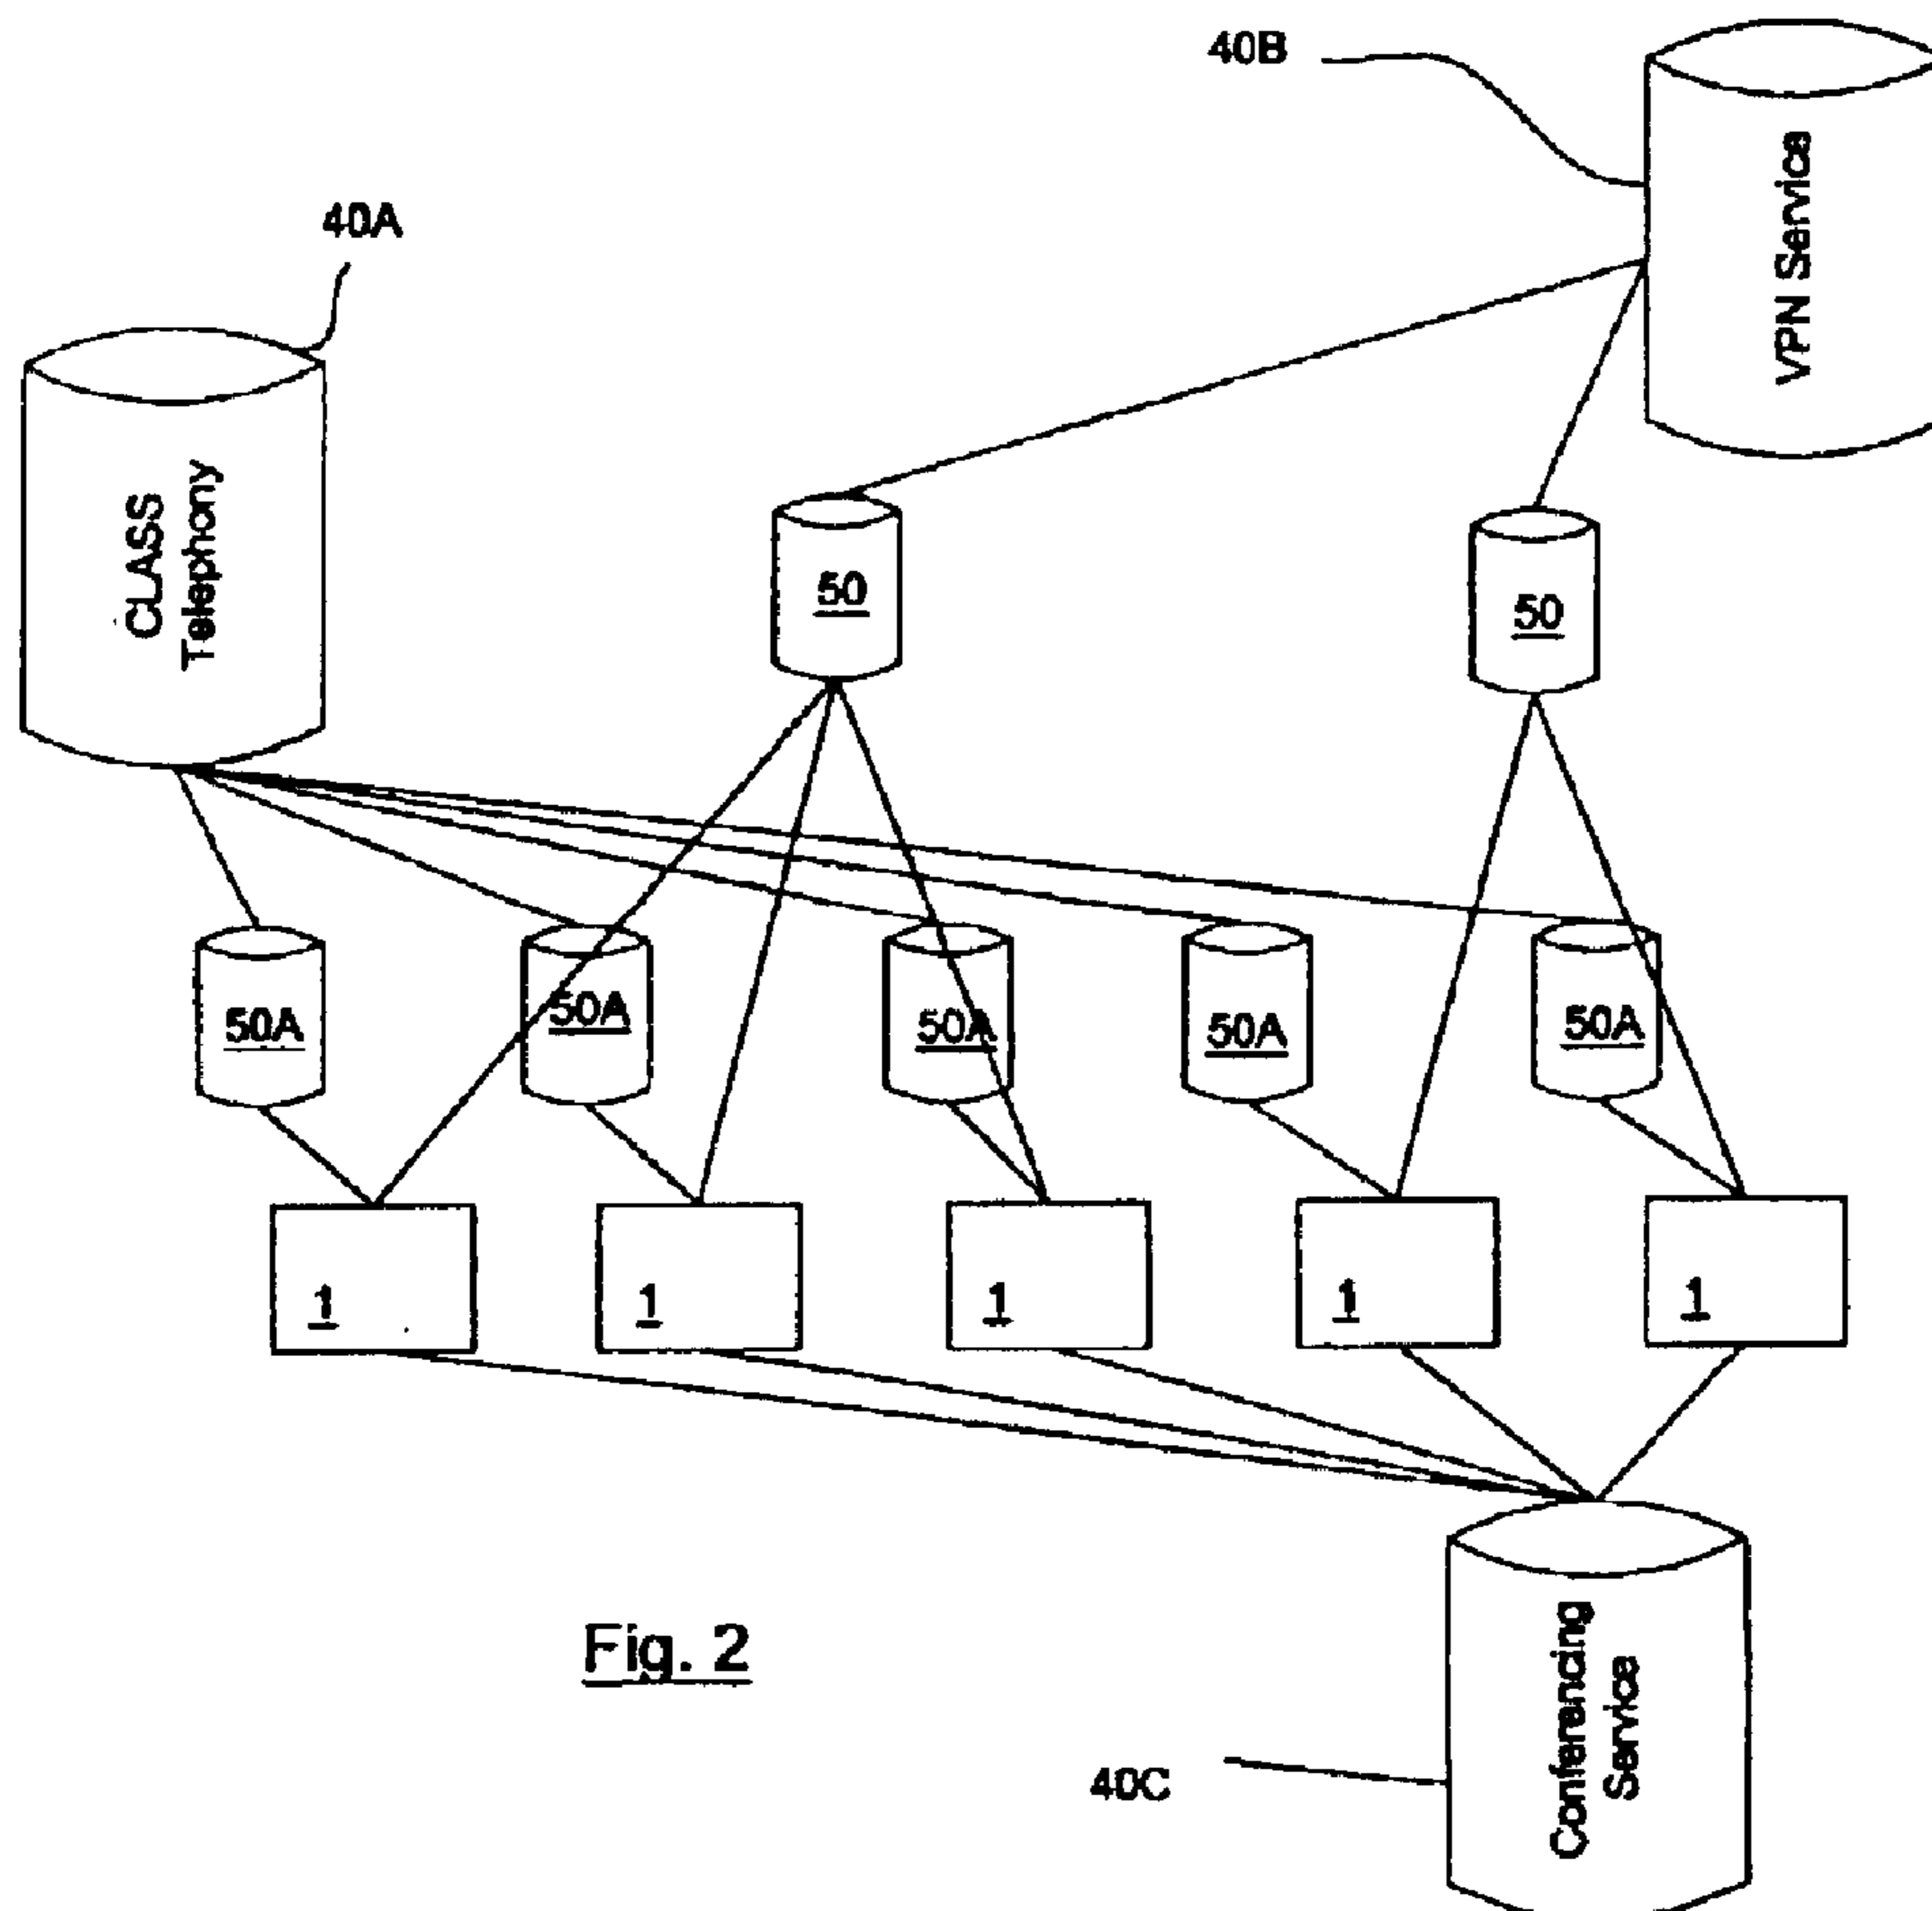 40B
VPN Service
40A
CLASS
Telephony
50
50
50A
50A
50A
50A
50A
1
1
1
1
1
Fig. 2
Conferencing
Service
40C